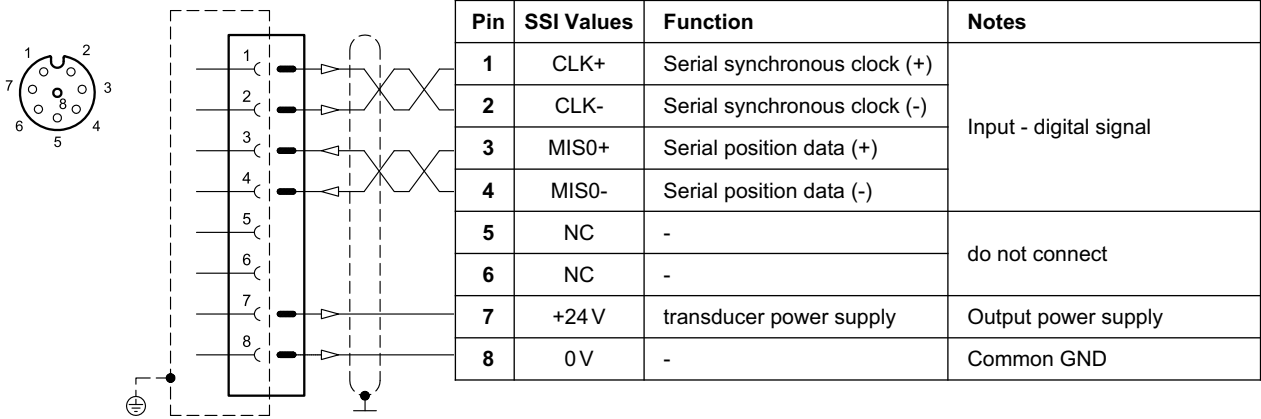 1 2
7 3
8
6 4
5
1
2
3
4
5
6
7
8
Pin SSI Values Function Notes
1 CLK+ Serial synchronous clock (+)
2 CLK- Serial synchronous clock (-)
Input - digital signal
3 MIS0+ Serial position data (+)
4 MIS0- Serial position data (-)
5 NC -
do not connect
6 NC -
7 +24 V transducer power supply Output power supply
8 0 V - Common GND